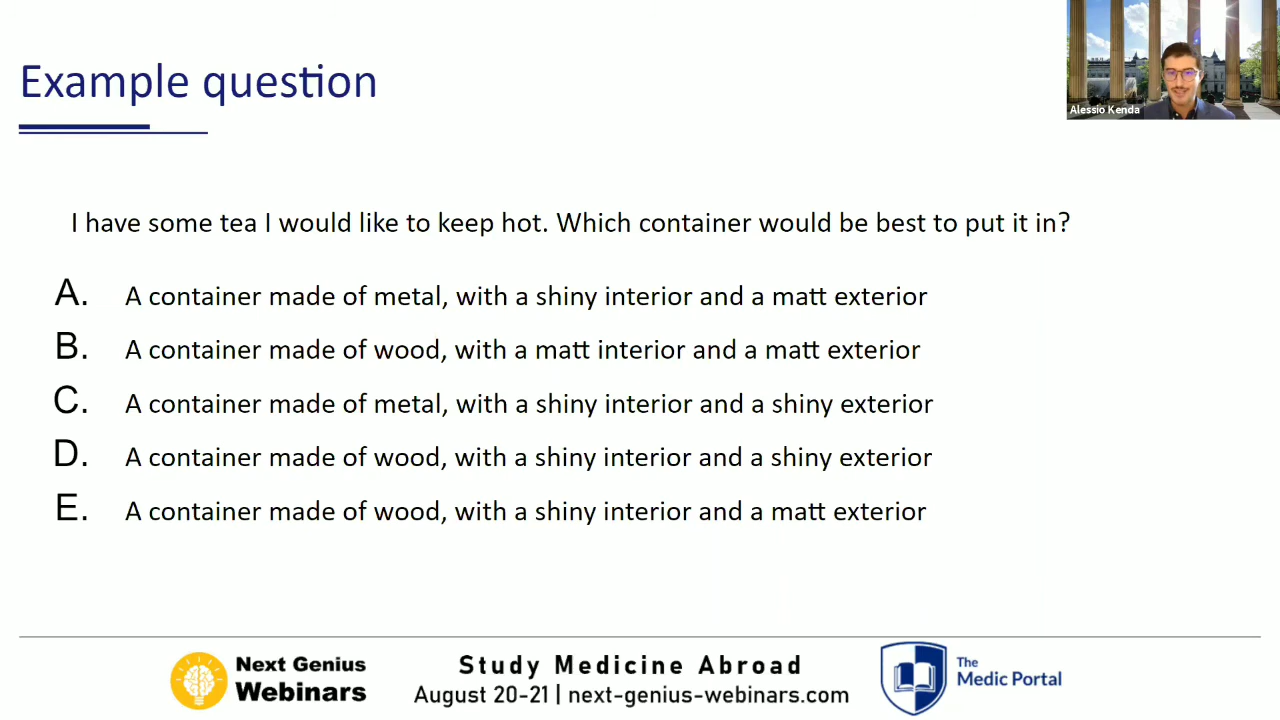 Example question
Alessio Kenda
I have some tea I would like to keep hot. Which container would be best to put it in?
A. A container made of metal, with a shiny interior and a matt exterior
B. A container made of wood, with a matt interior and a matt exterior
C. A container made of metal, with a shiny interior and a shiny exterior
D. A container made of wood, with a shiny interior and a shiny exterior
E. A container made of wood, with a shiny interior and a matt exterior
Next Genius
Webinars
Study Medicine Abroad
August 20-21 | next-genius-webinars.com
The
Medic Portal